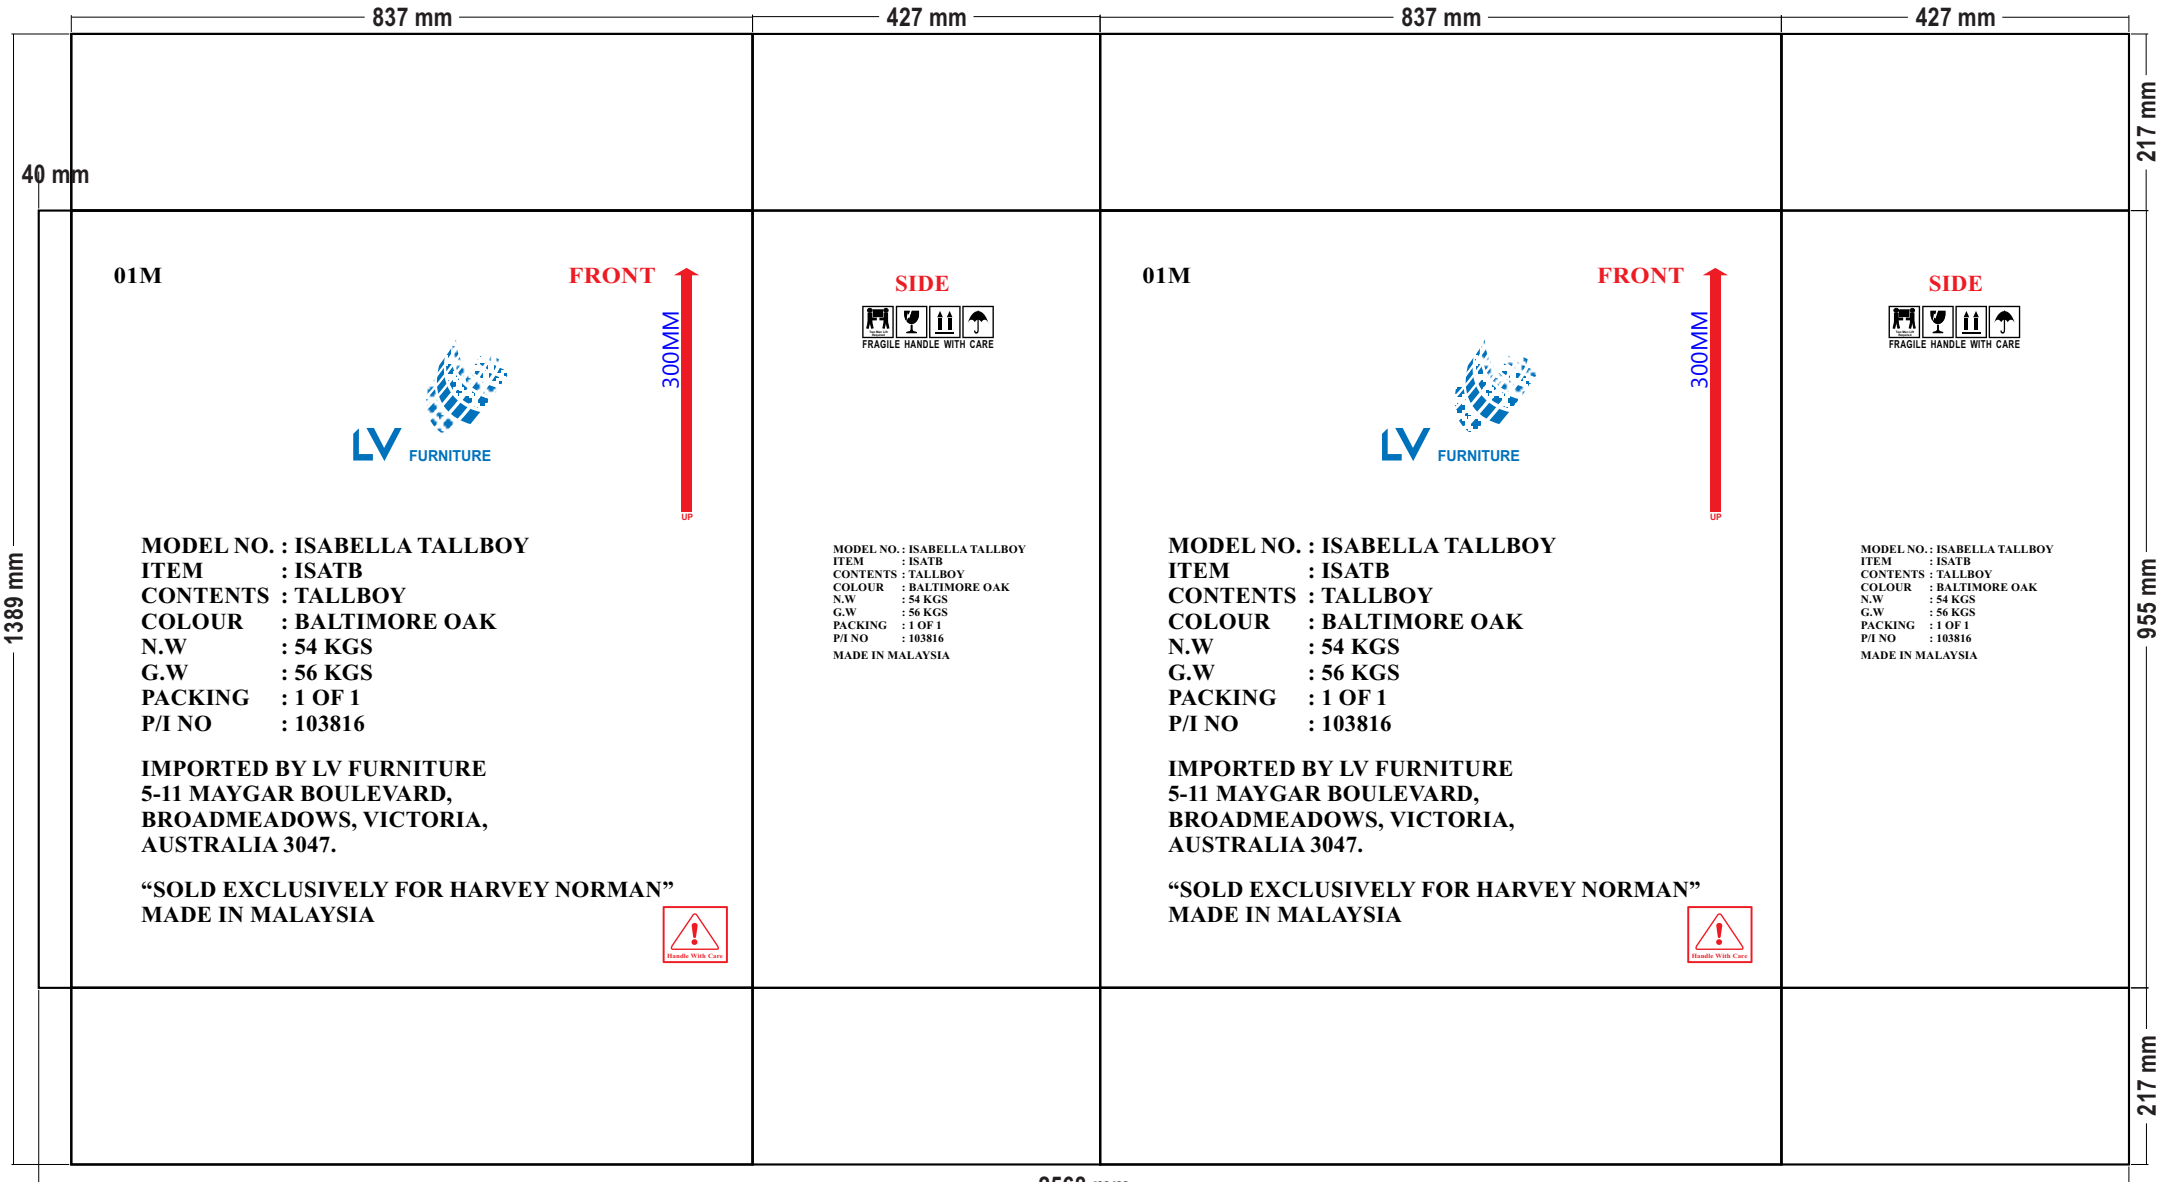 837 mm
427 mm
837 mm
427 mm
217 mm
40 mm
1389 mm
955 mm
217 mm
01M
FRONT
300MM
UP
LV FURNITURE
MODEL NO. : ISABELLA TALLBOY
ITEM : ISATB
CONTENTS : TALLBOY
COLOUR : BALTIMORE OAK
N.W : 54 KGS
G.W : 56 KGS
PACKING : 1 OF 1
P/I NO : 103816
IMPORTED BY LV FURNITURE
5-11 MAYGAR BOULEVARD,
BROADMEADOWS, VICTORIA,
AUSTRALIA 3047.
“SOLD EXCLUSIVELY FOR HARVEY NORMAN”
MADE IN MALAYSIA
Handle With Care
SIDE
FRAGILE HANDLE WITH CARE
MODEL NO. : ISABELLA TALLBOY
ITEM : ISATB
CONTENTS : TALLBOY
COLOUR : BALTIMORE OAK
N.W : 54 KGS
G.W : 56 KGS
PACKING : 1 OF 1
P/I NO : 103816
MADE IN MALAYSIA
01M
FRONT
300MM
UP
LV FURNITURE
MODEL NO. : ISABELLA TALLBOY
ITEM : ISATB
CONTENTS : TALLBOY
COLOUR : BALTIMORE OAK
N.W : 54 KGS
G.W : 56 KGS
PACKING : 1 OF 1
P/I NO : 103816
IMPORTED BY LV FURNITURE
5-11 MAYGAR BOULEVARD,
BROADMEADOWS, VICTORIA,
AUSTRALIA 3047.
“SOLD EXCLUSIVELY FOR HARVEY NORMAN”
MADE IN MALAYSIA
Handle With Care
SIDE
FRAGILE HANDLE WITH CARE
MODEL NO. : ISABELLA TALLBOY
ITEM : ISATB
CONTENTS : TALLBOY
COLOUR : BALTIMORE OAK
N.W : 54 KGS
G.W : 56 KGS
PACKING : 1 OF 1
P/I NO : 103816
MADE IN MALAYSIA